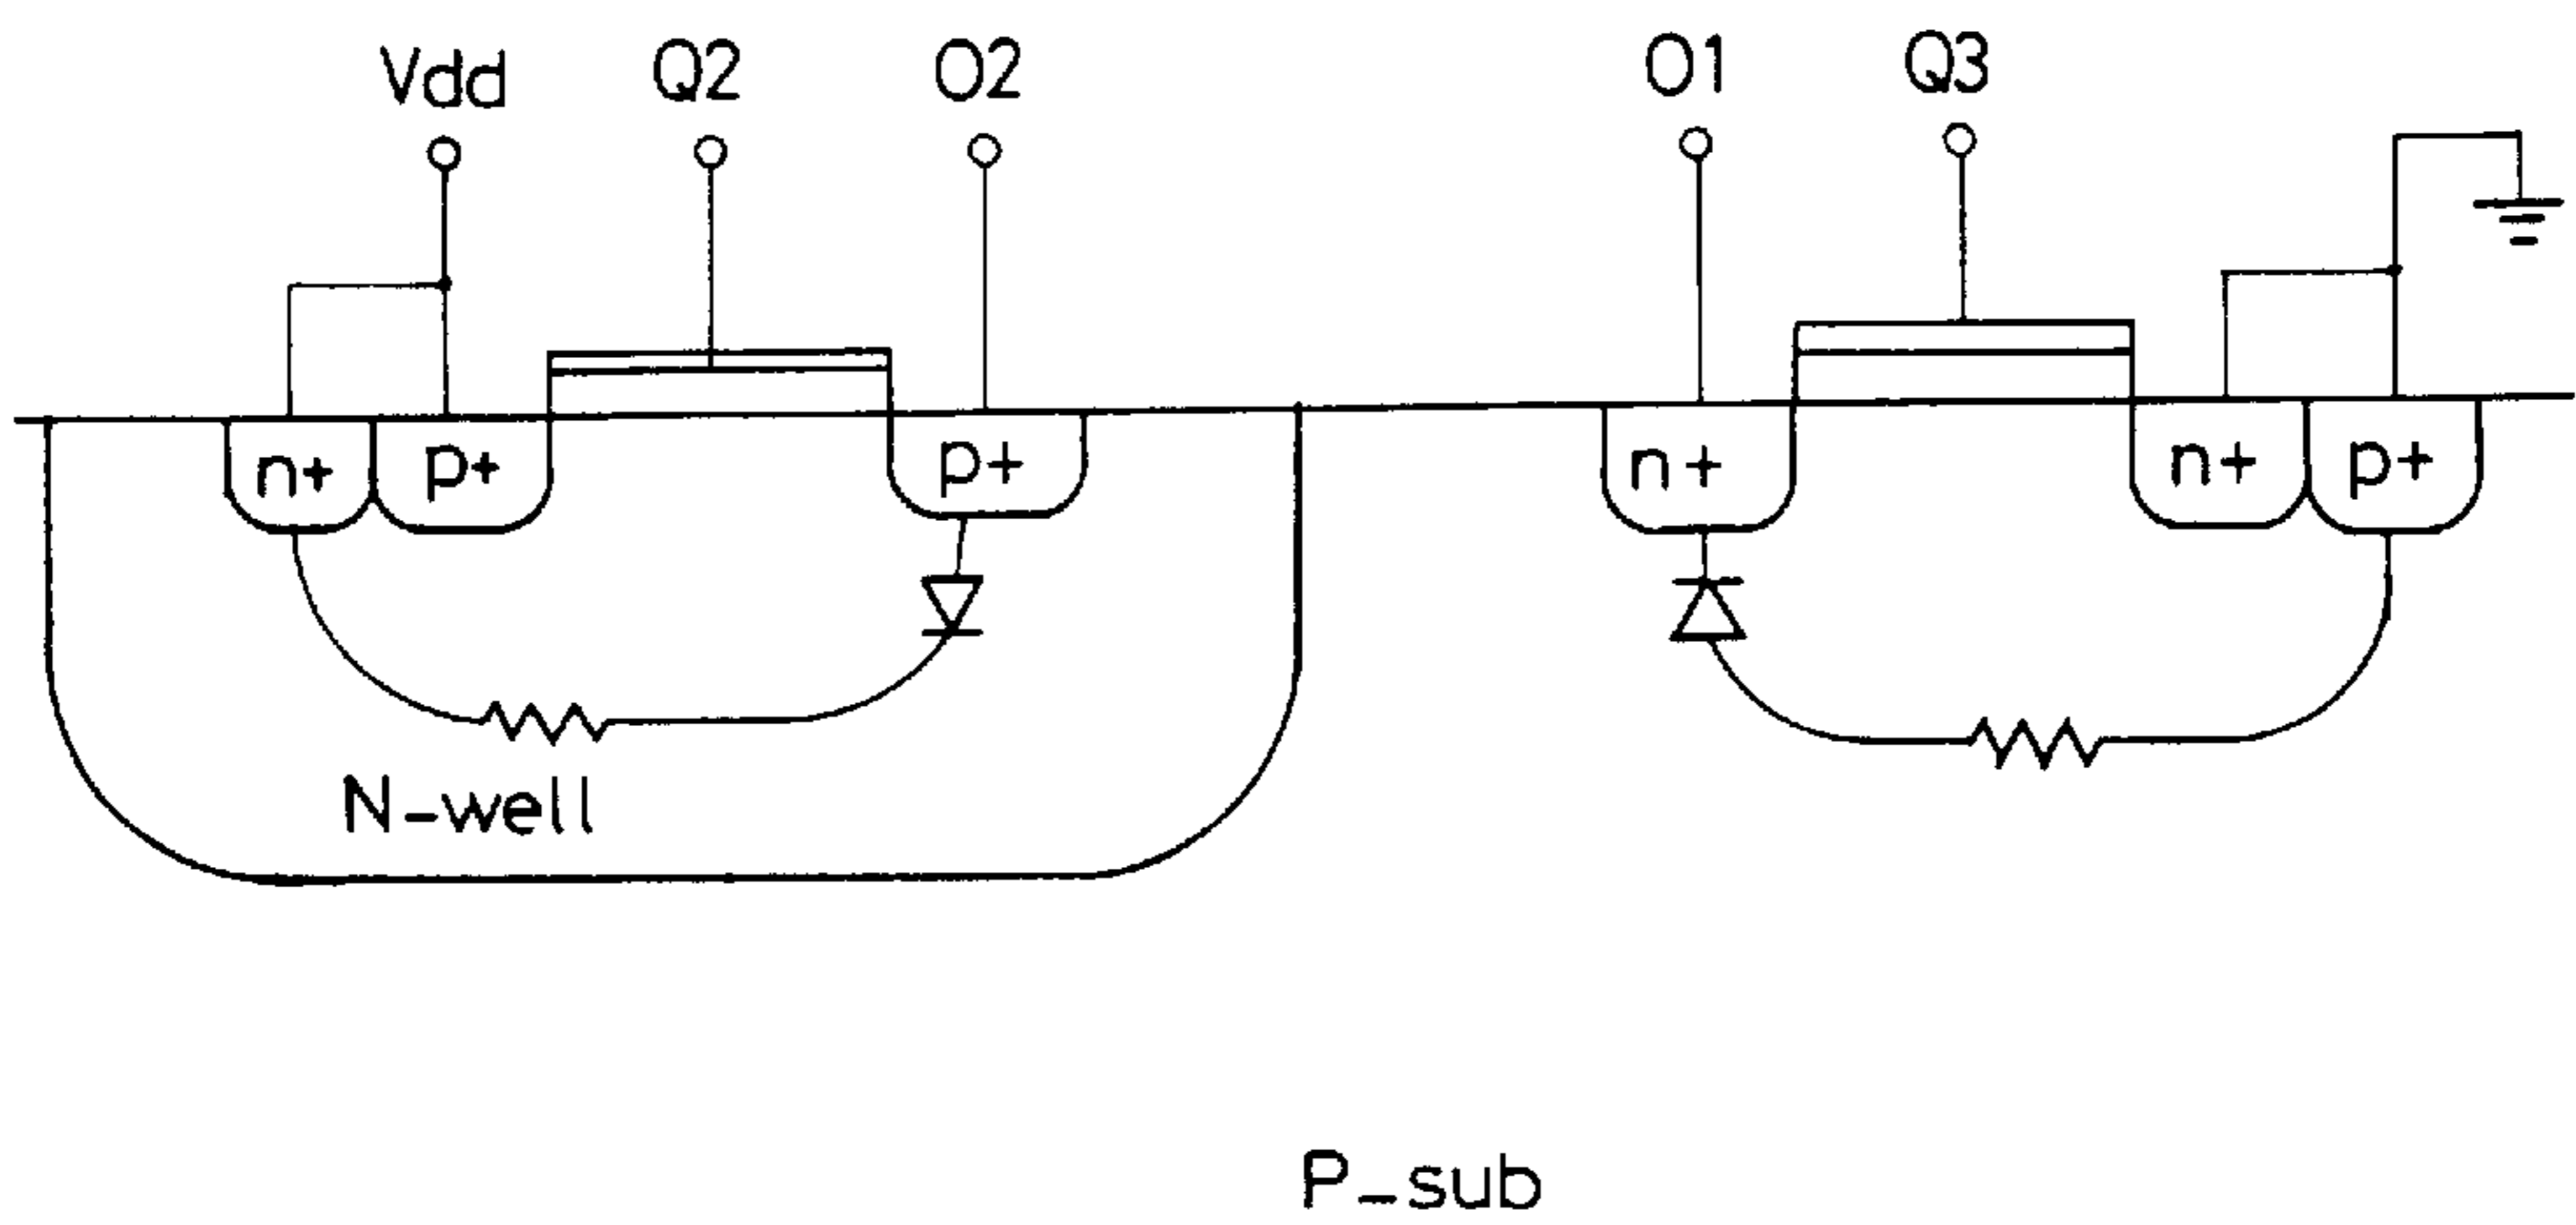 Vdd Q2 O2 O1 Q3
n+ p+ p+ n+ n+ p+
N-well
P-sub